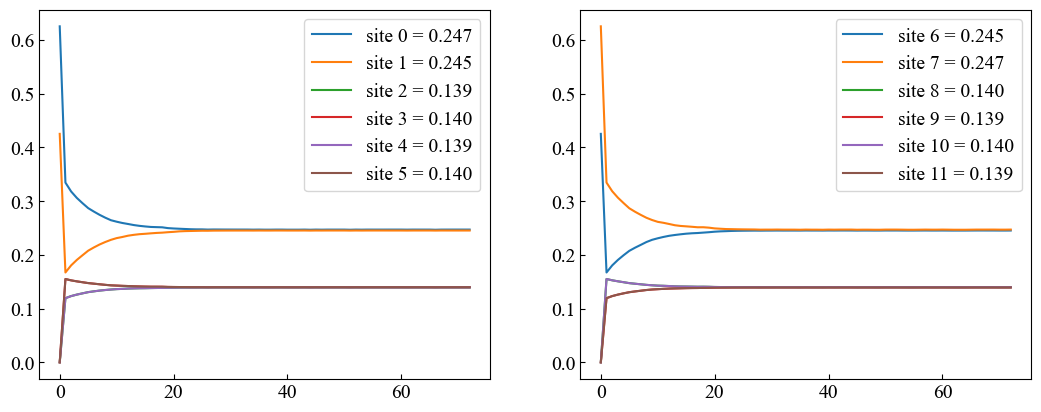 0.6
0.5
0.4
0.3
0.2
0.1
0.0
0 20 40 60
site 0 = 0.247
site 1 = 0.245
site 2 = 0.139
site 3 = 0.140
site 4 = 0.139
site 5 = 0.140
0.6
0.5
0.4
0.3
0.2
0.1
0.0
0 20 40 60
site 6 = 0.245
site 7 = 0.247
site 8 = 0.140
site 9 = 0.139
site 10 = 0.140
site 11 = 0.139